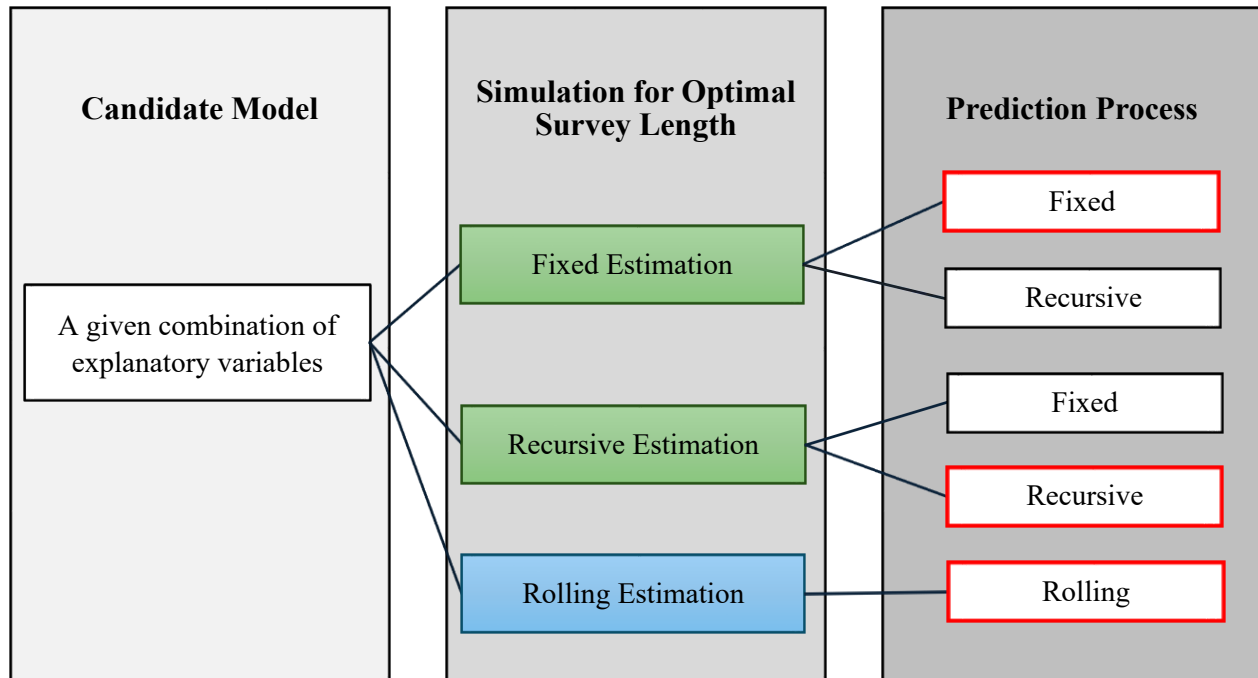 Candidate Model
A given combination of
explanatory variables
Simulation for Optimal
Survey Length
Fixed Estimation
Recursive Estimation
Rolling Estimation
Prediction Process
Fixed
Recursive
Fixed
Recursive
Rolling